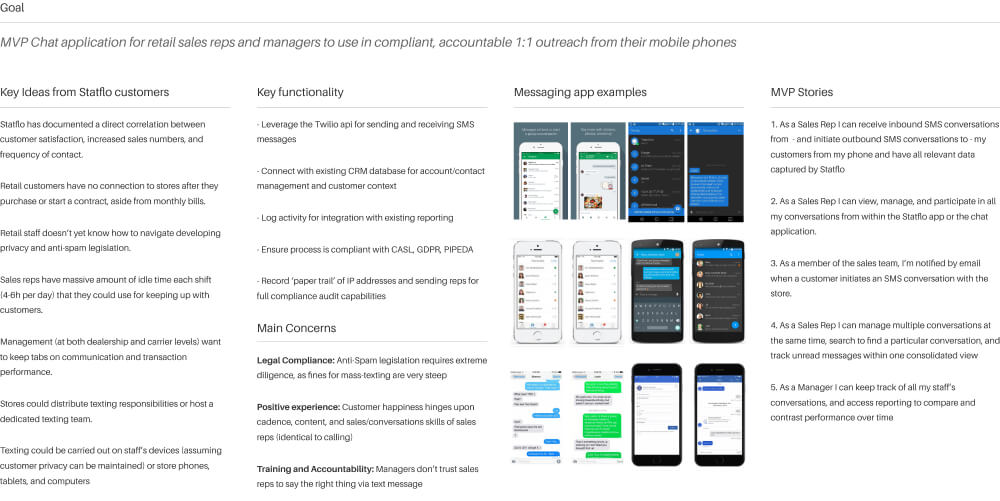 Goal
MVP Chat application for retail sales reps and managers to use in compliant, accountable 1:1 outreach from their mobile phones
Key Ideas from Statflo customers
Statflo has documented a direct correlation between
customer satisfaction, increased sales numbers, and
frequency of contact.
Retail customers have no connection to stores after they
purchase or start a contract, aside from monthly bills.
Retail staff doesn't yet know how to navigate developing
privacy and anti-spam legislation.
Sales reps have massive amount of idle time each shift
(4-6h per day) that they could use for keeping up with
customers.
Management (at both dealership and carrier levels) want
to keep tabs on communication and transaction
performance.
Stores could distribute texting responsibilities or host a
dedicated texting team.
Texting could be carried out on staff's devices (assuming
customer privacy can be maintained) or store phones,
tablets, and computers
Key functionality
- Leverage the Twilio api for sending and receiving SMS
messages
- Connect with existing CRM database for account/contact
management and customer context
- Log activity for integration with existing reporting
- Ensure process is compliant with CASL, GDPR, PIPEDA
- Record 'paper trail' of IP addresses and sending reps for
full compliance audit capabilities
Main Concerns
Legal Compliance: Anti-Spam legislation requires extreme
diligence, as fines for mass-texting are very steep
Positive experience: Customer happiness hinges upon
cadence, content, and sales/conversations skills of sales
reps (identical to calling)
Training and Accountability: Managers don't trust sales
reps to say the right thing via text message
Messaging app examples
MVP Stories
1. As a Sales Rep I can receive inbound SMS conversations
from - and initiate outbound SMS conversations to - my
customers from my phone and have all relevant data
captured by Statflo
2. As a Sales Rep I can view, manage, and participate in all
my conversations from within the Statflo app or the chat
application.
3. As a member of the sales team, I'm notified by email
when a customer initiates an SMS conversation with the
store.
4. As a Sales Rep I can manage multiple conversations at
the same time, search to find a particular conversation, and
track unread messages within one consolidated view
5. As a Manager I can keep track of all my staff's
conversations, and access reporting to compare and
contrast performance over time